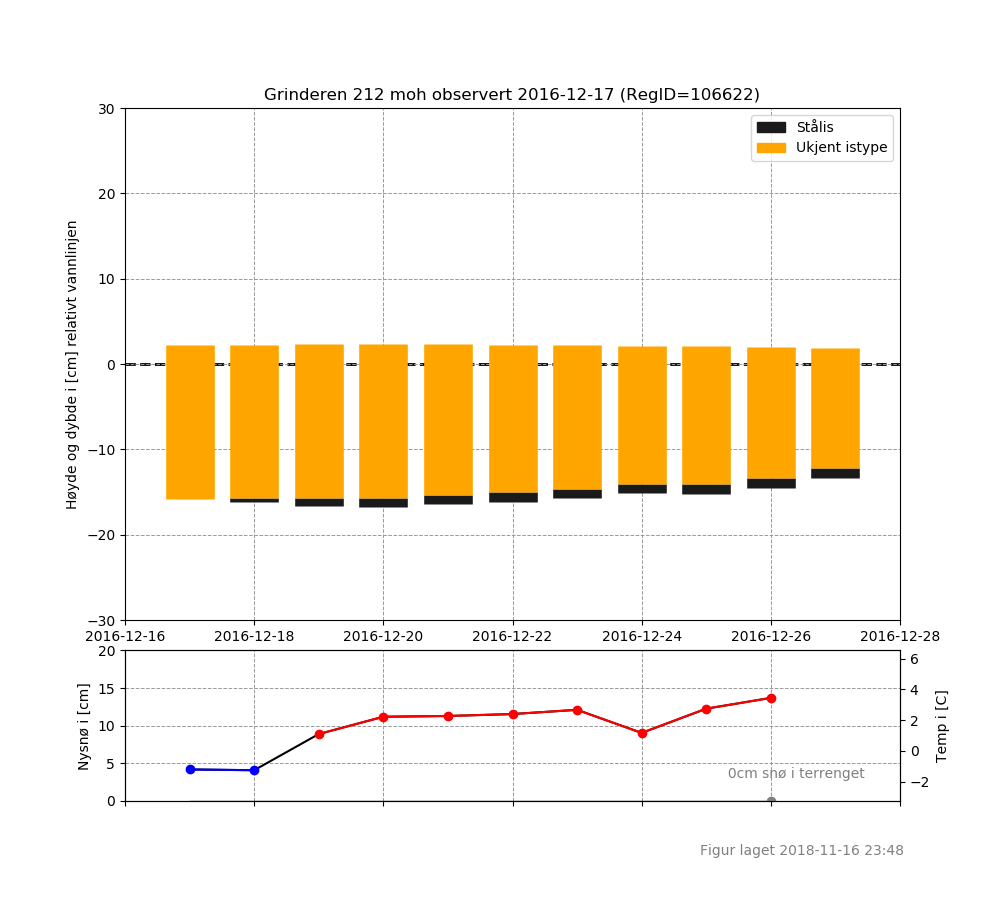 Grinderen 212 moh observert 2016-12-17 (RegID=106622)
Stålis
Ukjent istype
Høyde og dybde i [cm] relativt vannlinjen
30
20
10
0
−10
−20
−30
2016-12-16 2016-12-18 2016-12-20 2016-12-22 2016-12-24 2016-12-26 2016-12-28
Nysnø i [cm]
20
15
10
5
0
6
4
2
0
−2
Temp i [C]
0cm snø i terrenget
Figur laget 2018-11-16 23:48